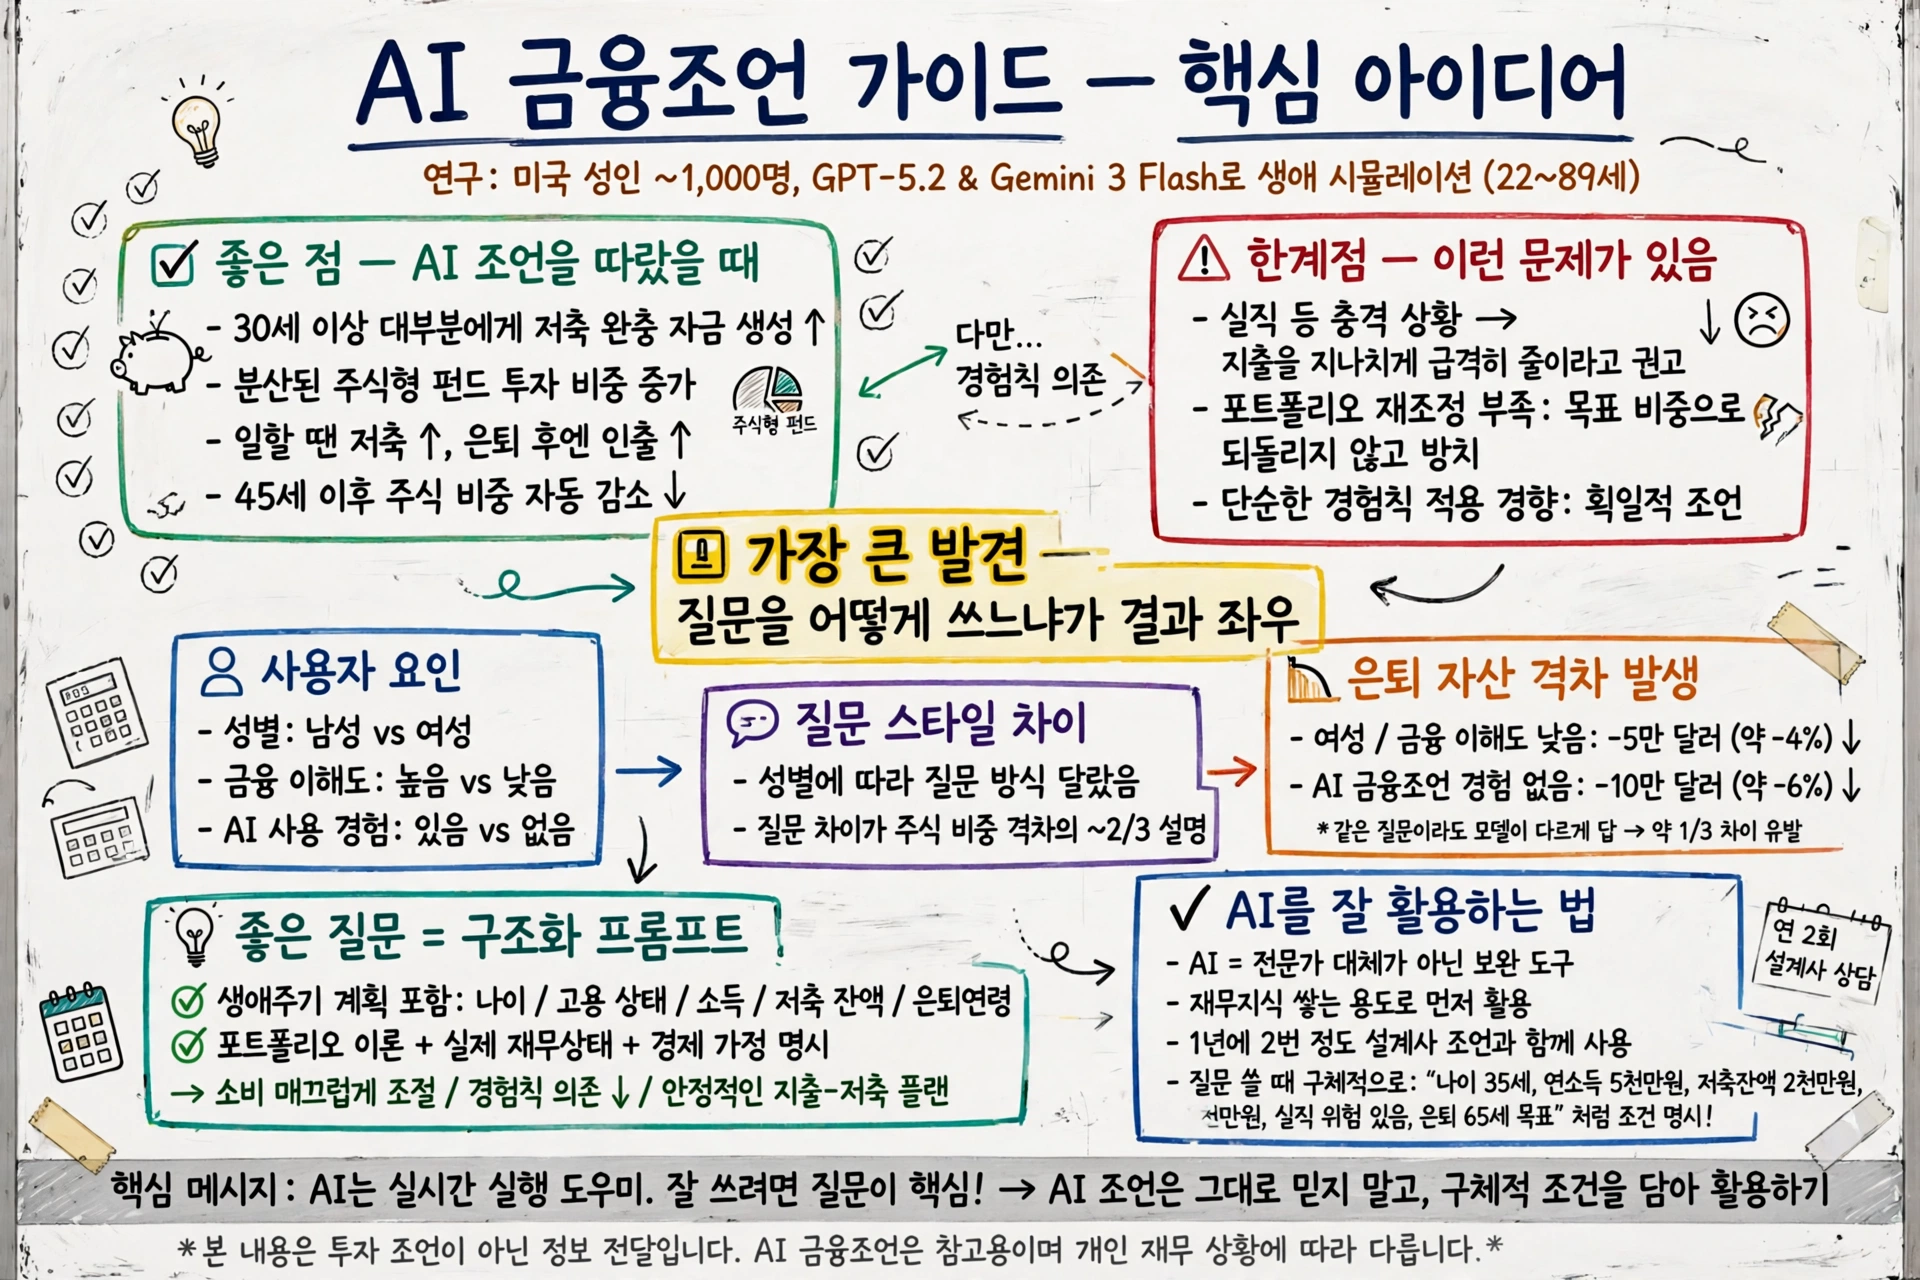 AI 금융조언 가이드 — 핵심 아이디어
연구: 미국 성인 ~1,000명, GPT-5.2 & Gemini 3 Flash로 생애 시뮬레이션 (22~89세)
좋은 점 — AI 조언을 따랐을 때
- 30세 이상 대부분에게 저축 완충 자금 생성 ↑
- 분산된 주식형 펀드 투자 비중 증가
주식형 펀드
- 일할 땐 저축 ↑, 은퇴 후엔 인출 ↑
- 45세 이후 주식 비중 자동 감소 ↓
다만...
경험칙 의존
한계점 — 이런 문제가 있음
- 실직 등 충격 상황 →
지출을 지나치게 급격히 줄이라고 권고
- 포트폴리오 재조정 부족: 목표 비중으로
되돌리지 않고 방치
- 단순한 경험칙 적용 경향: 획일적 조언
가장 큰 발견 —
질문을 어떻게 쓰느냐가 결과 좌우
사용자 요인
- 성별: 남성 vs 여성
- 금융 이해도: 높음 vs 낮음
- AI 사용 경험: 있음 vs 없음
질문 스타일 차이
- 성별에 따라 질문 방식 달랐음
- 질문 차이가 주식 비중 격차의 ~2/3 설명
은퇴 자산 격차 발생
- 여성 / 금융 이해도 낮음: -5만 달러 (약 -4%) ↓
- AI 금융조언 경험 없음: -10만 달러 (약 -6%) ↓
*같은 질문이라도 모델이 다르게 답 → 약 1/3 차이 유발
좋은 질문 = 구조화 프롬프트
생애주기 계획 포함: 나이 / 고용 상태 / 소득 / 저축 잔액 / 은퇴연령
포트폴리오 이론 + 실제 재무상태 + 경제 가정 명시
→ 소비 매끄럽게 조절 / 경험칙 의존 ↓ / 안정적인 지출-저축 플랜
AI를 잘 활용하는 법
- AI = 전문가 대체가 아닌 보완 도구
- 재무지식 쌓는 용도로 먼저 활용
- 1년에 2번 정도 설계사 조언과 함께 사용
- 질문 쓸 때 구체적으로: "나이 35세, 연소득 5천만원, 저축잔액 2천만원,
천만원, 실직 위험 있음, 은퇴 65세 목표" 처럼 조건 명시!
연 2회
설계사 상담
핵심 메시지: AI는 실시간 실행 도우미. 잘 쓰려면 질문이 핵심! → AI 조언은 그대로 믿지 말고, 구체적 조건을 담아 활용하기
*본 내용은 투자 조언이 아닌 정보 전달입니다. AI 금융조언은 참고용이며 개인 재무 상황에 따라 다릅니다.*